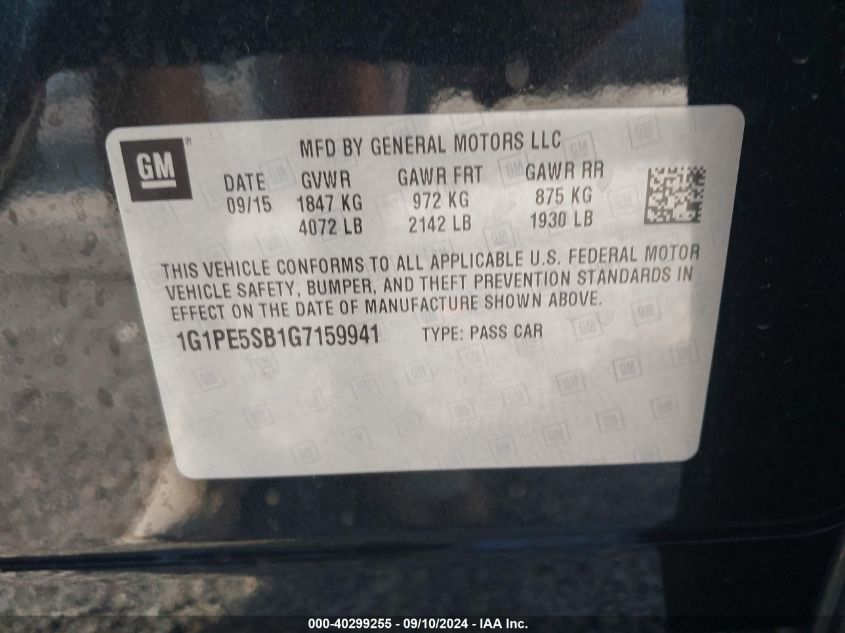 GM
MFD BY GENERAL MOTORS LLC
DATE GVWR GAWR FRT GAWR RR
09/15 1847 KG 972 KG 875 KG
4072 LB 2142 LB 1930 LB
THIS VEHICLE CONFORMS TO ALL APPLICABLE U.S. FEDERAL MOTOR
VEHICLE SAFETY, BUMPER, AND THEFT PREVENTION STANDARDS IN
EFFECT ON THE DATE OF MANUFACTURE SHOWN ABOVE.
1G1PE5SB1G7159941 TYPE: PASS CAR
000-40299255 - 09/10/2024 - IAA Inc.